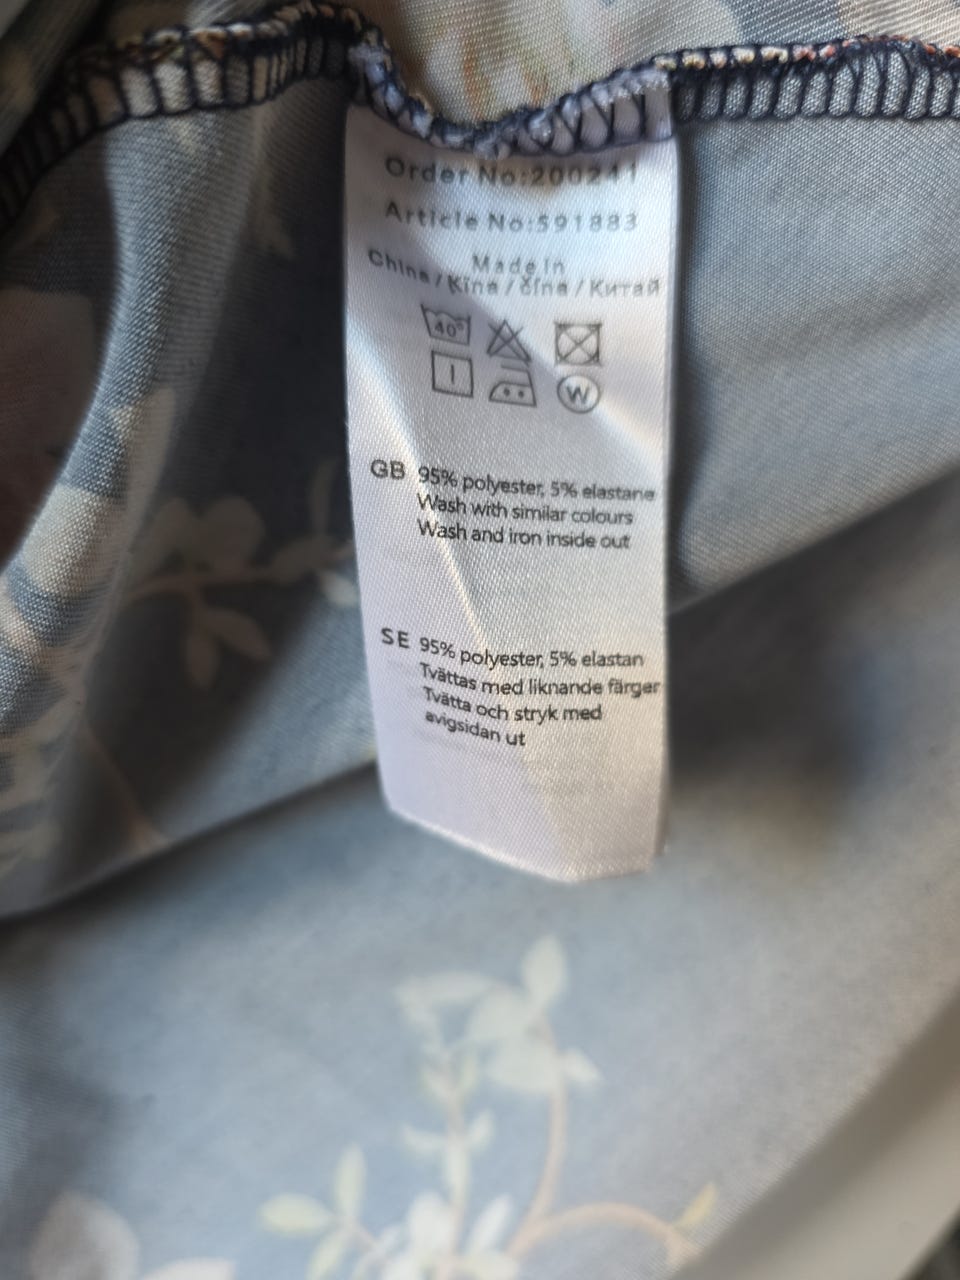 Order No:200241
Article No:591883
Made In
China / Ķīna / Čína / Китай
40°
W
GB 95% polyester, 5% elastane
Wash with similar colours
Wash and iron inside out
SE 95% polyester, 5% elastan
Tvättas med liknande färger
Tvätta och stryk med
avigsidan ut